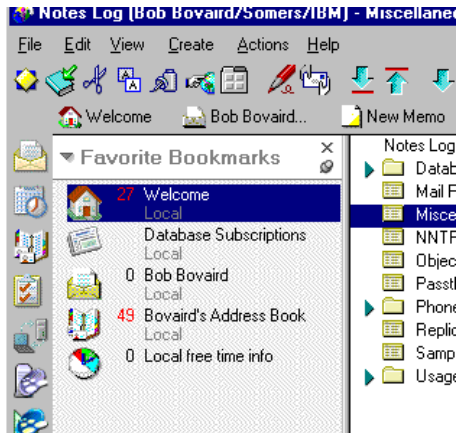 Notes Log (Bob Bovaird/Somers/IBM) - Miscellane
File Edit View Create Actions Help
Welcome Bob Bovaird... New Memo
Favorite Bookmarks
27 Welcome
Local
Database Subscriptions
Local
0 Bob Bovaird
Local
49 Bovaird's Address Book
Local
0 Local free time info
Notes Log
Datab
Mail F
Misce
NNTF
Objec
Passt
Phone
Replic
Samp
Usage